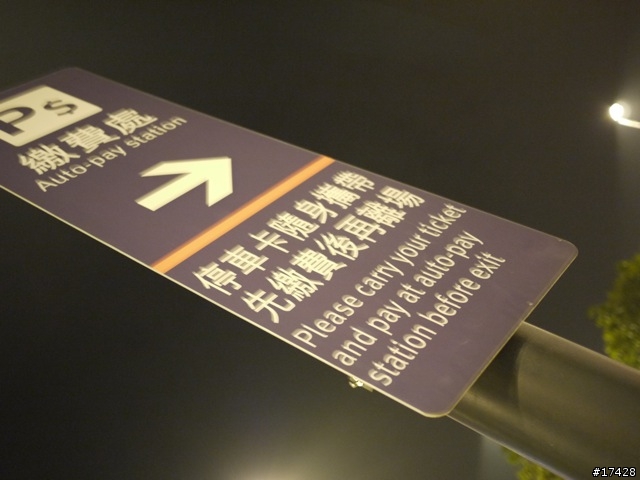 P $
繳費處
Auto-pay station
停車卡隨身攜帶
先繳費後再離場
Please carry your ticket
and pay at auto-pay
station before exit
#17428